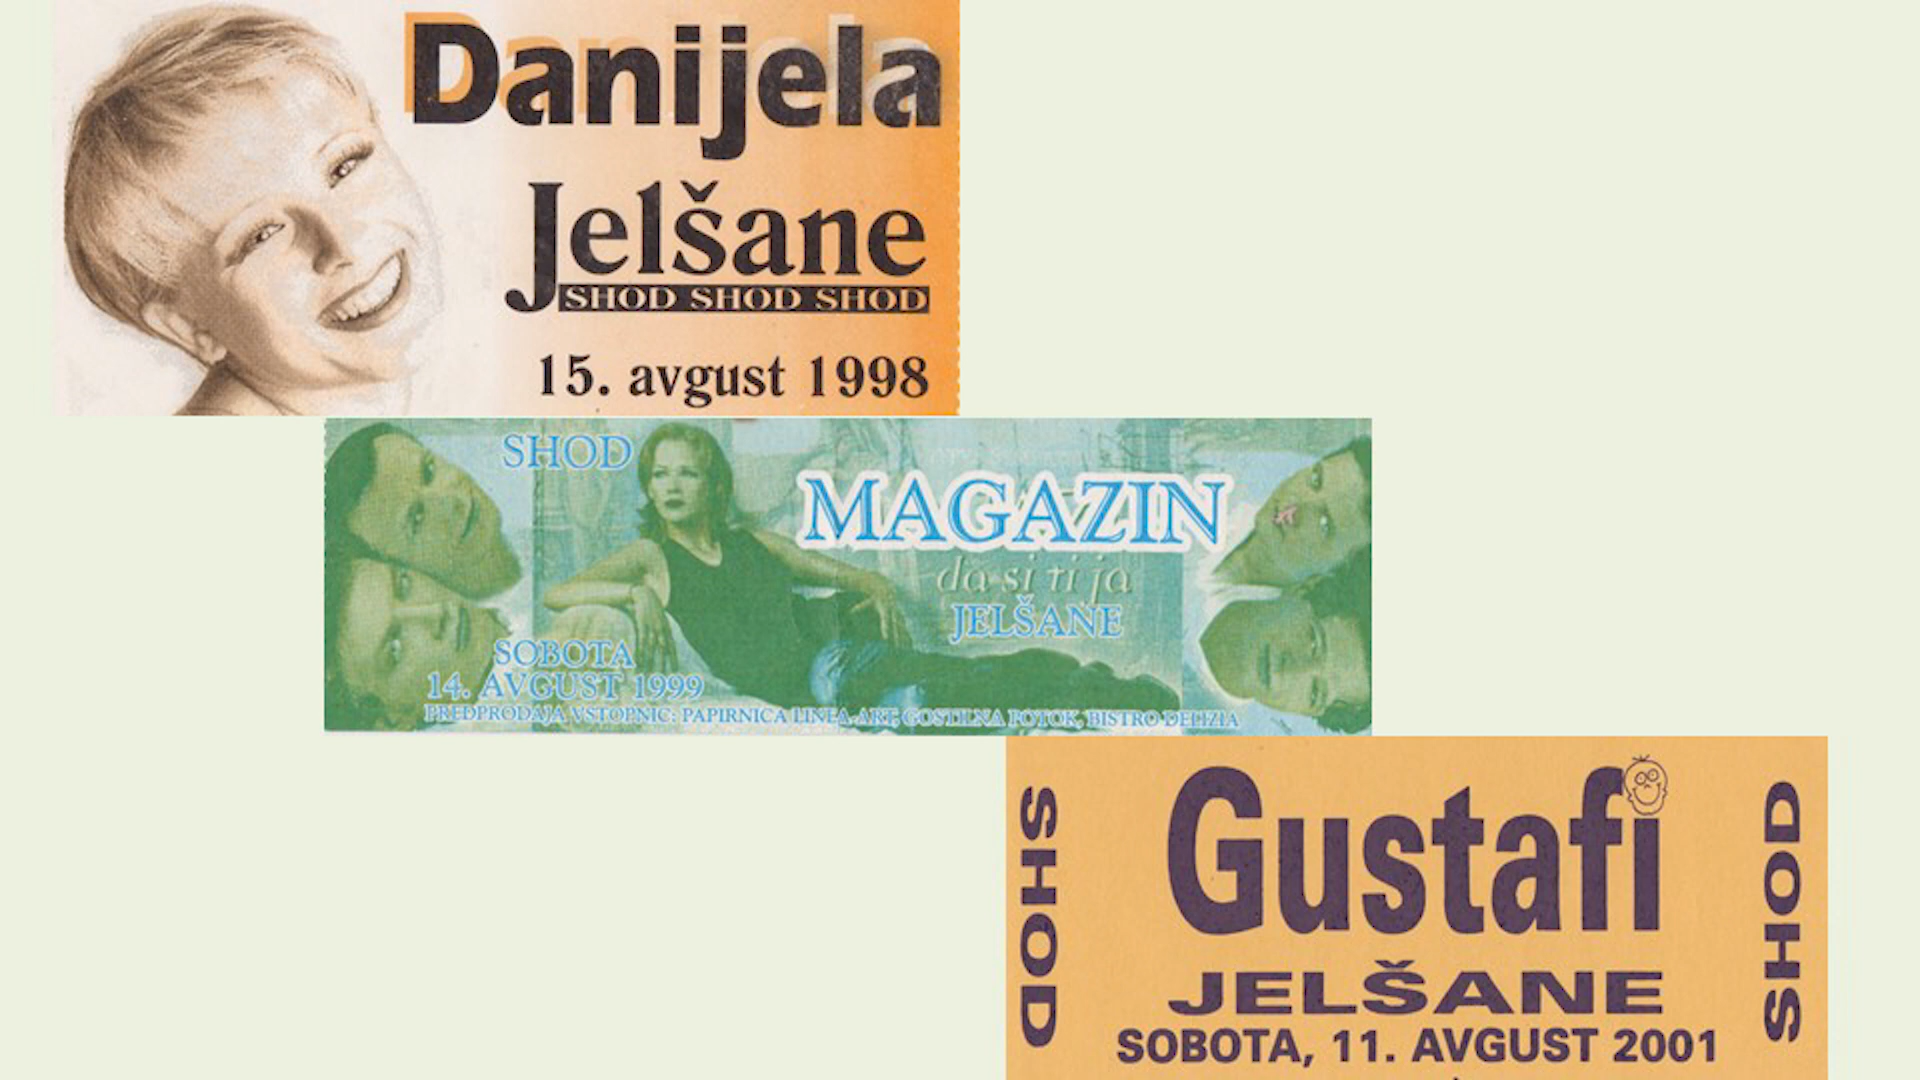 Danijela
Jelšane
SHOD SHOD SHOD
15. avgust 1998
SHOD
MAGAZIN
da si ti ja
JELŠANE
SOBOTA
14. AVGUST 1999
PREDPRODAJA VSTOPNIC: PAPIRNICA LINEA-ART, GOSTILNA POTOK, BISTRO DELIZIA
SHOD
Gustafi
SHOD
JELŠANE
SOBOTA, 11. AVGUST 2001